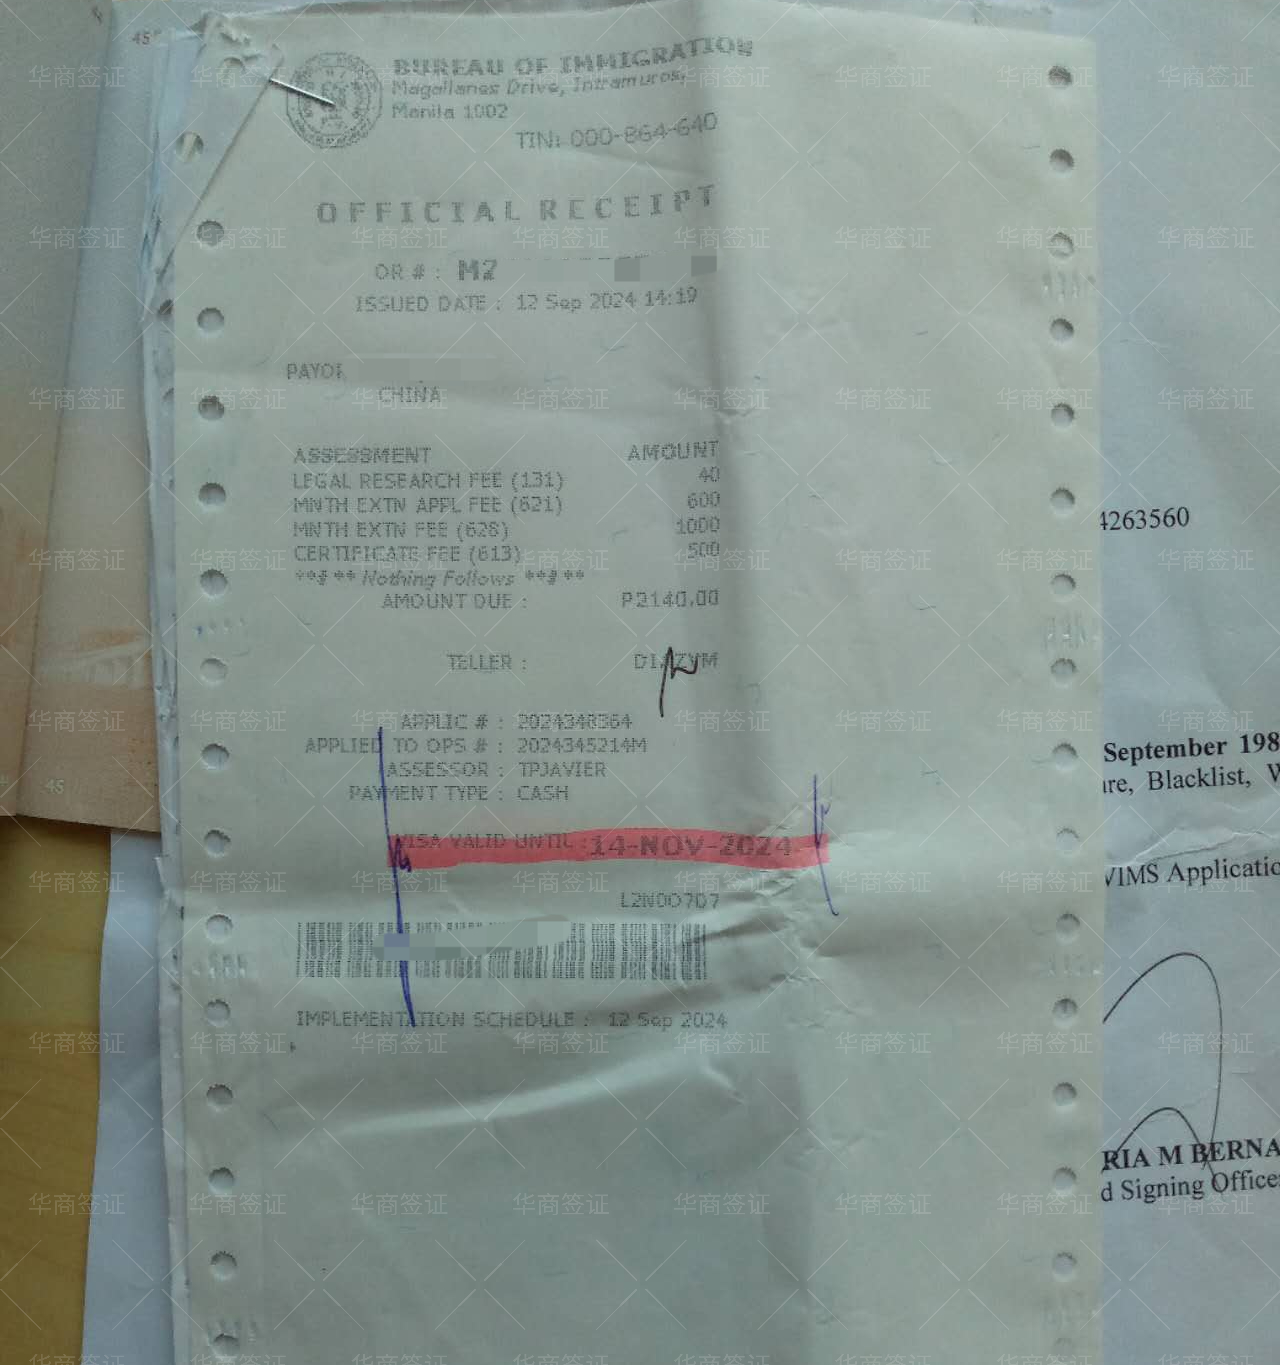 45
BUREAU OF IMMIGRATION
Magallanes Drive, Intramuros,
Manila 1002
TIN: 000-864-640
OFFICIAL RECEIPT
OR # : M2
ISSUED DATE : 12 Sep 2024 14:19
CHINA
ASSESSMENT AMOUNT
LEGAL RESEARCH FEE (131) 40
MNTH EXTN APPL FEE (621) 600
MNTH EXTN FEE (628) 1000
CERTIFICATE FEE (613) 500
**#** Nothing Follows **#**
AMOUNT DUE : P2140.00
TELLER :
APPLIC # : 2024348364
APPLIED TO OPS # : 2024345214M
ASSESSOR : TPJAVIER
PAYMENT TYPE : CASH
VISA VALID UNTIL : 14-NOV-2024
L2N00707
IMPLEMENTATION SCHEDULE : 12 Sep 2024
45
4263560
September 198
Blacklist,
VIMS
RIA M BERNA
d Signing Office
华商签证